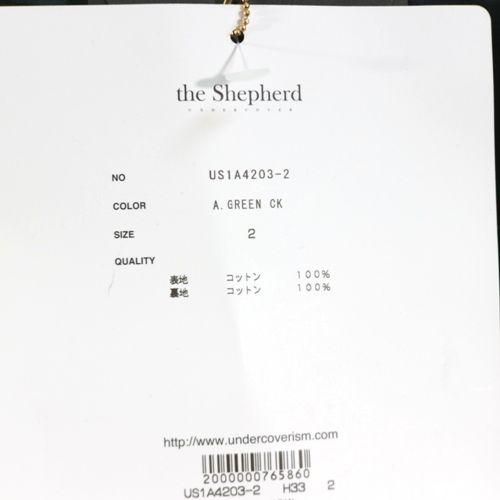 the Shepherd
UNDERCOVER
NO US1A4203-2
COLOR A.GREEN CK
SIZE 2
QUALITY
表地 コットン 100%
裏地 コットン 100%
http://www.undercoverism.com
2000000765860
US1A4203-2 H33 2